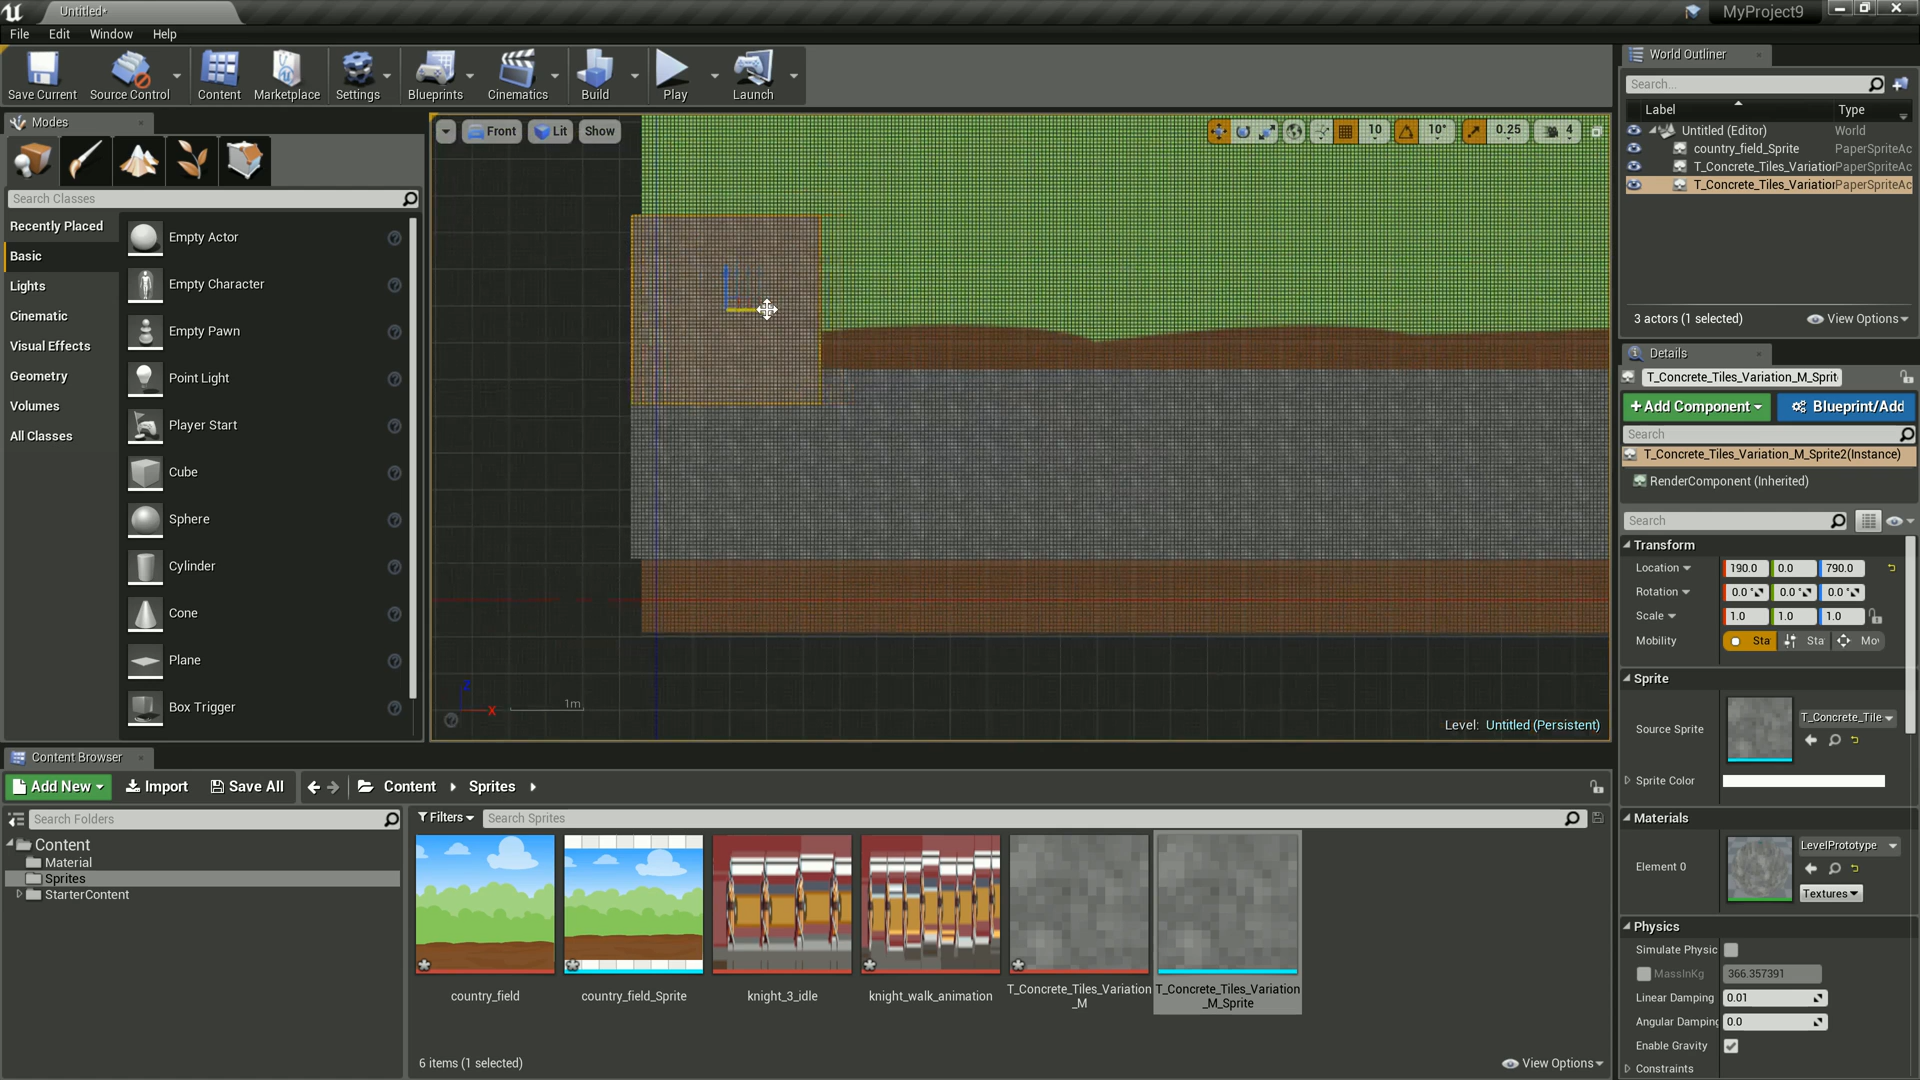 Untitled*
MyProject9
File Edit Window Help
Save Current
Source Control
Content
Marketplace
Settings
Blueprints
Cinematics
Build
Play
Launch
Modes
Search Classes
Recently Placed
Basic
Lights
Cinematic
Visual Effects
Geometry
Volumes
All Classes
Empty Actor
Empty Character
Empty Pawn
Point Light
Player Start
Cube
Sphere
Cylinder
Cone
Plane
Box Trigger
Front Lit Show
10 10° 0.25 4
Z
X
1m
Level: Untitled (Persistent)
World Outliner
Search...
Label Type
Untitled (Editor) World
country_field_Sprite PaperSpriteAc
T_Concrete_Tiles_Variation PaperSpriteAc
T_Concrete_Tiles_Variation PaperSpriteAc
3 actors (1 selected) View Options
Details
T_Concrete_Tiles_Variation_M_Sprit
+Add Component Blueprint/Add
Search
T_Concrete_Tiles_Variation_M_Sprite2(Instance)
RenderComponent (Inherited)
Search
Transform
Location 190.0 0.0 790.0
Rotation 0.0 ° 0.0 ° 0.0 °
Scale 1.0 1.0 1.0
Mobility Sta Sta Mov
Sprite
Source Sprite T_Concrete_Tile
Sprite Color
Materials
Element 0 LevelPrototype
Textures
Physics
Simulate Physic
MassInKg 366.357391
Linear Damping 0.01
Angular Damping 0.0
Enable Gravity
Constraints
Content Browser
Add New Import Save All Content Sprites
Search Folders
Content
Material
Sprites
StarterContent
Filters Search Sprites
country_field
country_field_Sprite
knight_3_idle
knight_walk_animation
T_Concrete_Tiles_Variation
_M
T_Concrete_Tiles_Variation
_M_Sprite
6 items (1 selected) View Options